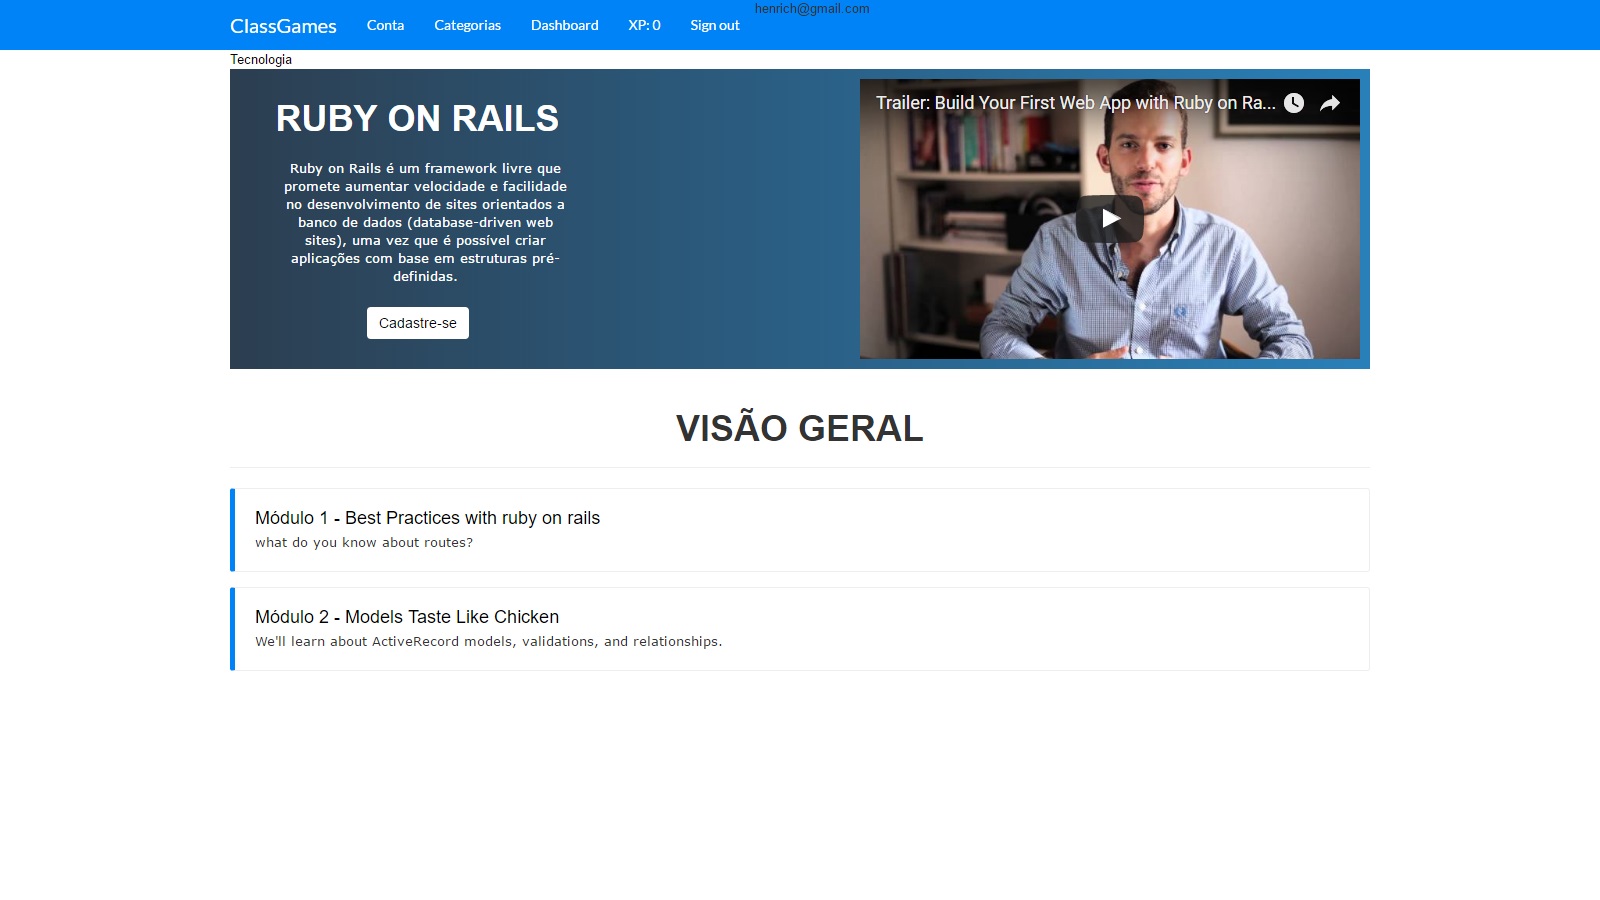 henrich@gmail.com
ClassGames Conta Categorias Dashboard XP: 0 Sign out
Tecnologia
RUBY ON RAILS
Ruby on Rails é um framework livre que
promete aumentar velocidade e facilidade
no desenvolvimento de sites orientados a
banco de dados (database-driven web
sites), uma vez que é possível criar
aplicações com base em estruturas pré-
definidas.
Cadastre-se
Trailer: Build Your First Web App with Ruby on Ra...
VISÃO GERAL
Módulo 1 - Best Practices with ruby on rails
what do you know about routes?
Módulo 2 - Models Taste Like Chicken
We'll learn about ActiveRecord models, validations, and relationships.